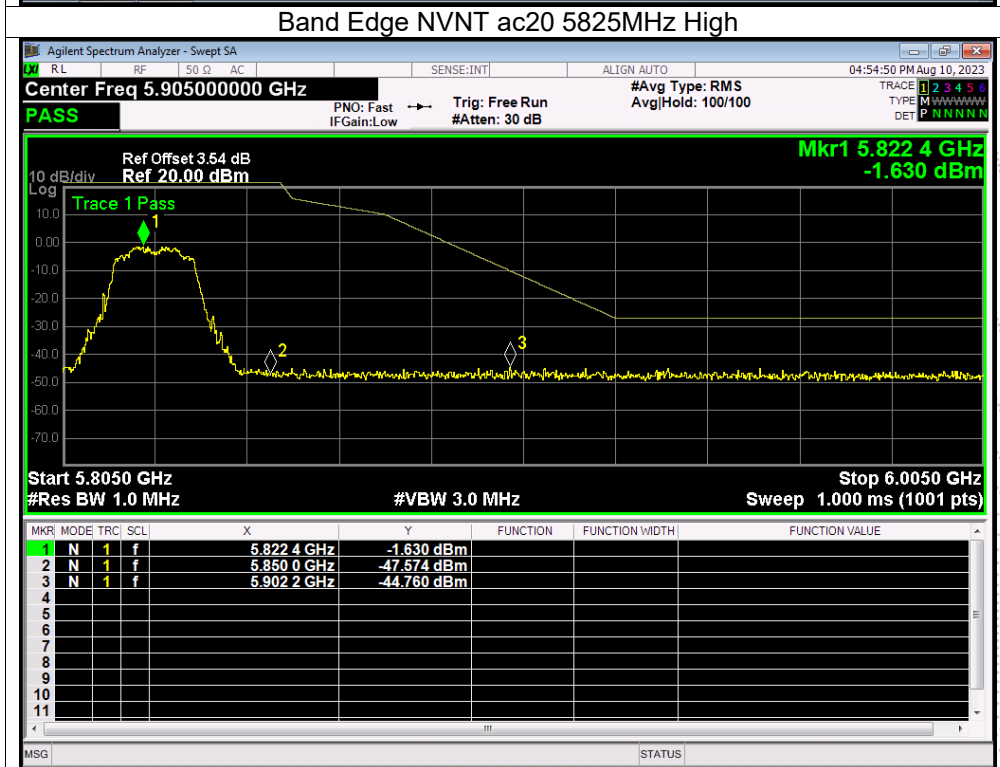 Band Edge NVNT ac20 5825MHz High
Agilent Spectrum Analyzer - Swept SA
LXI RL RF 50 Ω AC SENSE:INT ALIGN AUTO 04:54:50 PM Aug 10, 2023
Center Freq 5.905000000 GHz #Avg Type: RMS TRACE 1 2 3 4 5 6
PNO: Fast Trig: Free Run Avg|Hold: 100/100 TYPE M W W W W W
PASS IFGain:Low #Atten: 30 dB DET P N N N N N
Mkr1 5.822 4 GHz
Ref Offset 3.54 dB
10 dB/div Ref 20.00 dBm -1.630 dBm
Log
Trace 1 Pass
10.0
1
0.00
-10.0
-20.0
-30.0
3
2
-40.0
-50.0
-60.0
-70.0
Start 5.8050 GHz Stop 6.0050 GHz
#Res BW 1.0 MHz #VBW 3.0 MHz Sweep 1.000 ms (1001 pts)
MKR MODE TRC SCL X Y FUNCTION FUNCTION WIDTH FUNCTION VALUE
1 N 1 f 5.822 4 GHz -1.630 dBm
2 N 1 f 5.850 0 GHz -47.574 dBm
3 N 1 f 5.902 2 GHz -44.760 dBm
4
5
6
7
8
9
10
11
MSG STATUS